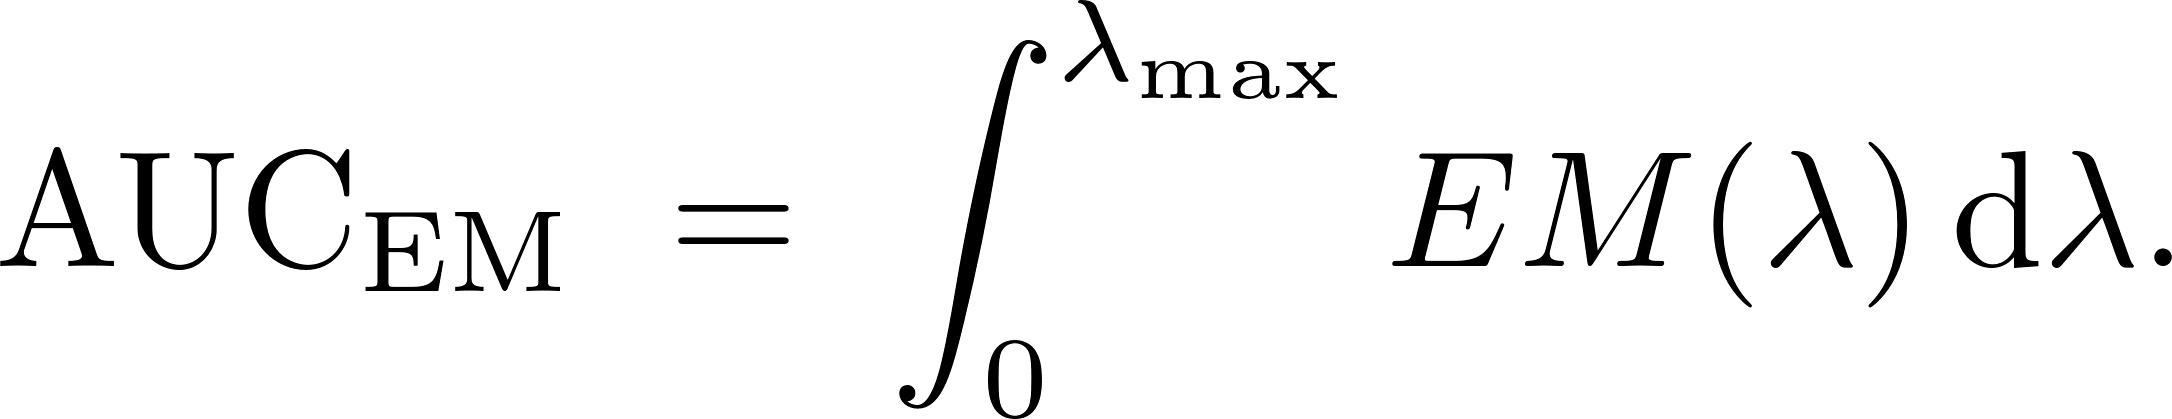 AUC_EM = ∫_0^{λ_max} EM(λ) dλ.